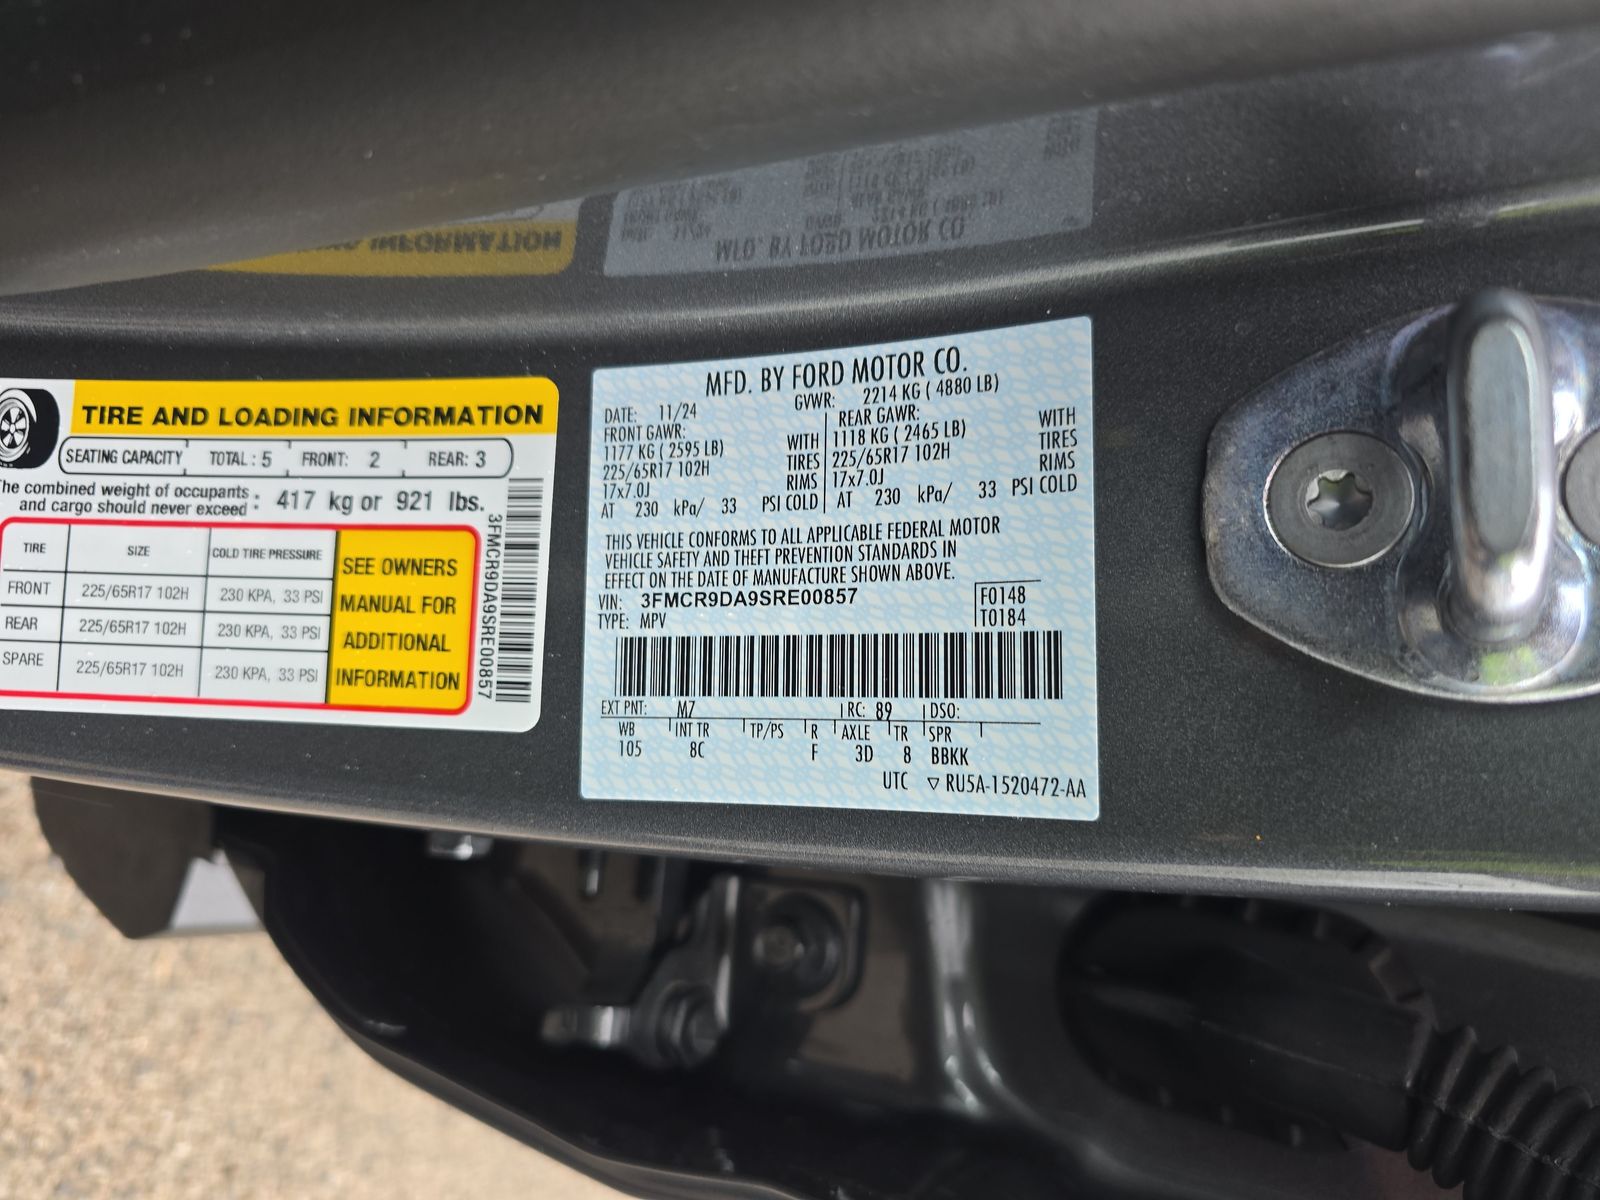 TIRE AND LOADING INFORMATION
SEATING CAPACITY TOTAL: 5 FRONT: 2 REAR: 3
The combined weight of occupants and cargo should never exceed : 417 kg or 921 lbs.
TIRE SIZE COLD TIRE PRESSURE
FRONT 225/65R17 102H 230 KPA, 33 PSI
REAR 225/65R17 102H 230 KPA, 33 PSI
SPARE 225/65R17 102H 230 KPA, 33 PSI
SEE OWNERS
MANUAL FOR
ADDITIONAL
INFORMATION
3FMCR9DA9SRE00857
MFD. BY FORD MOTOR CO.
DATE: 11/24 GVWR: 2214 KG ( 4880 LB)
FRONT GAWR: REAR GAWR:
1177 KG ( 2595 LB) WITH 1118 KG ( 2465 LB) WITH
225/65R17 102H TIRES 225/65R17 102H TIRES
17x7.0J RIMS 17x7.0J RIMS
AT 230 kPa/ 33 PSI COLD AT 230 kPa/ 33 PSI COLD
THIS VEHICLE CONFORMS TO ALL APPLICABLE FEDERAL MOTOR
VEHICLE SAFETY AND THEFT PREVENTION STANDARDS IN
EFFECT ON THE DATE OF MANUFACTURE SHOWN ABOVE.
VIN: 3FMCR9DA9SRE00857 F0148
TYPE: MPV T0184
EXT PNT: M7 RC: 89 DSO:
WB INT TR TP/PS R AXLE TR SPR
105 8C F 3D 8 BBKK
UTC ▽ RU5A-1520472-AA